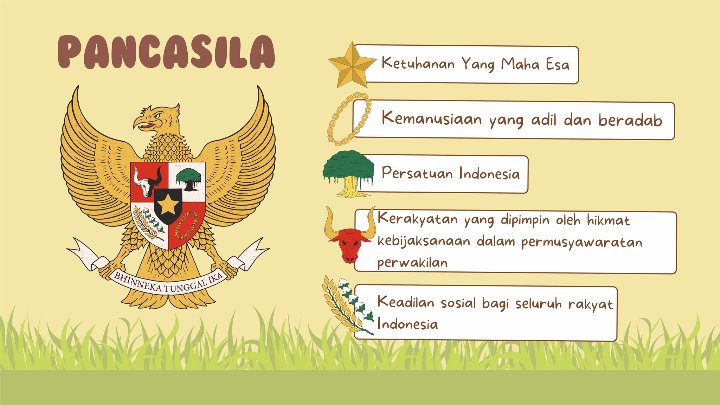 PANCASILA
BHINNEKA TUNGGAL IKA
Ketuhanan Yang Maha Esa
Kemanusiaan yang adil dan beradab
Persatuan Indonesia
Kerakyatan yang dipimpin oleh hikmat
kebijaksanaan dalam permusyawaratan
perwakilan
Keadilan sosial bagi seluruh rakyat
Indonesia